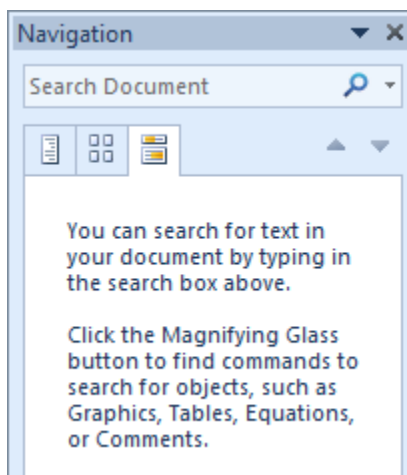 Navigation
Search Document
You can search for text in
your document by typing in
the search box above.
Click the Magnifying Glass
button to find commands to
search for objects, such as
Graphics, Tables, Equations,
or Comments.